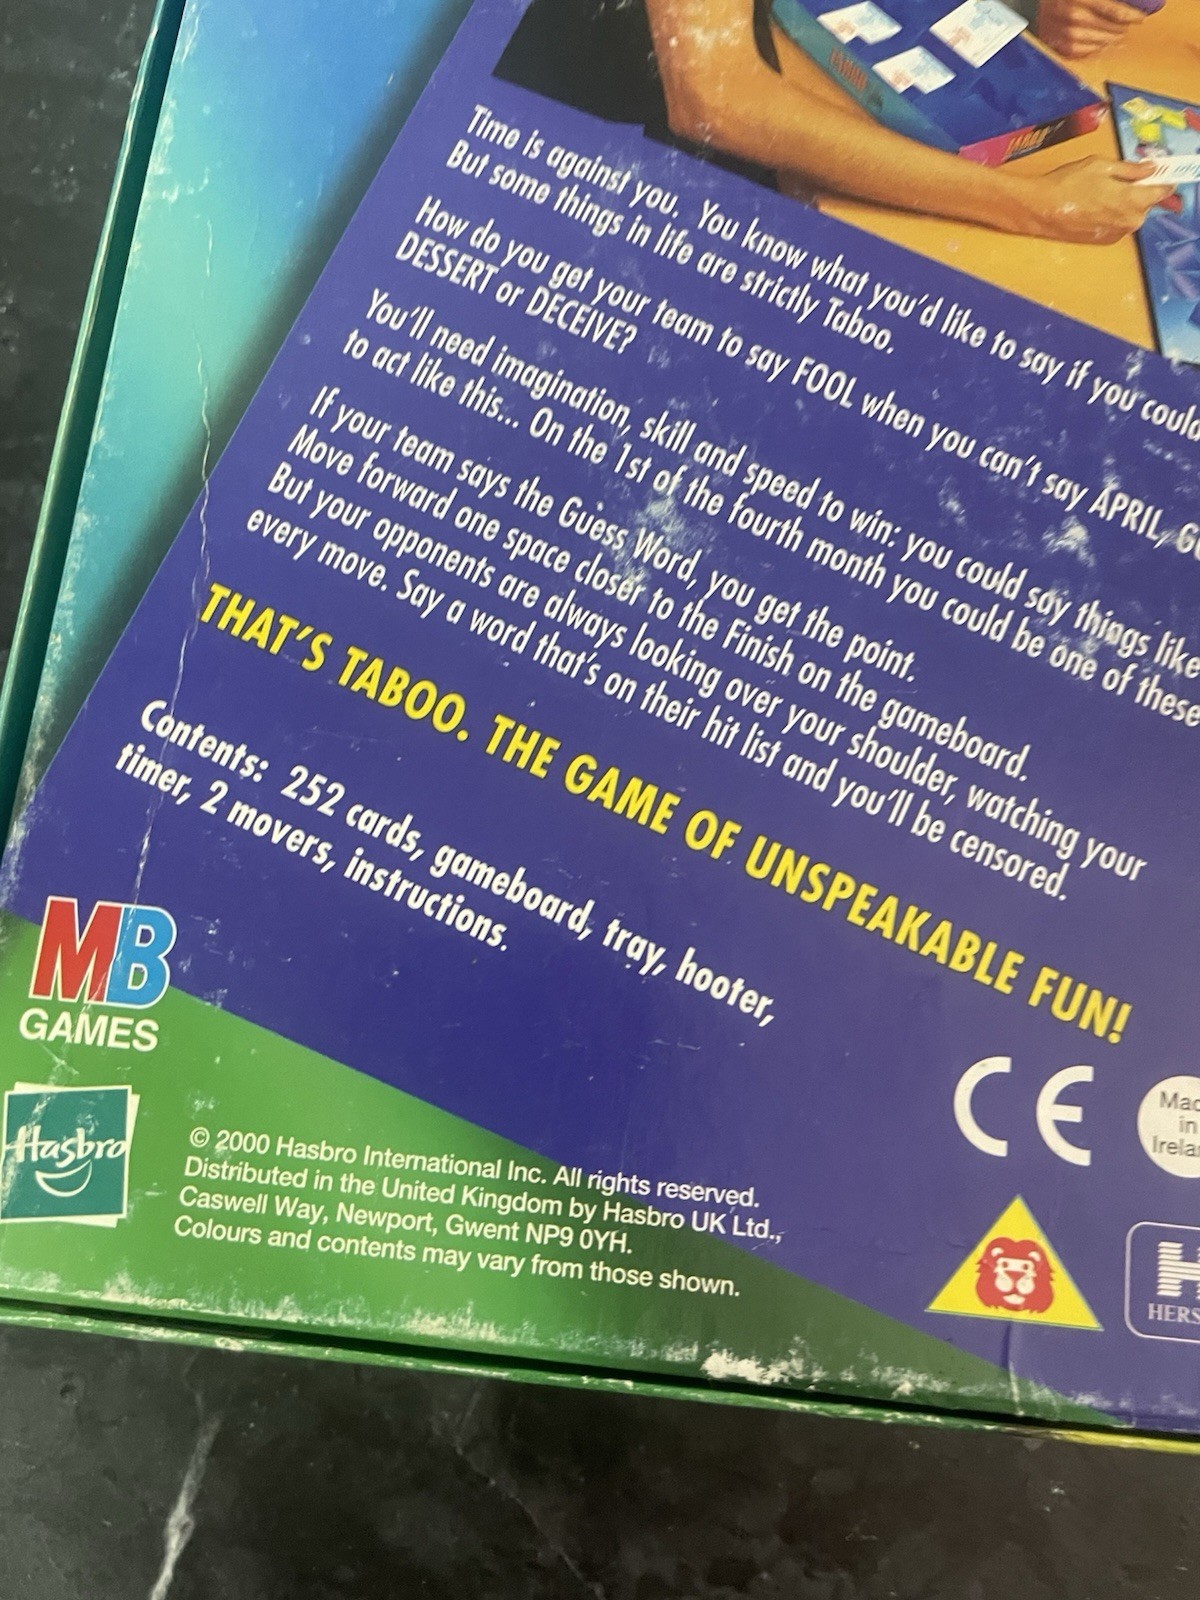 Time is against you. You know what you'd like to say if you could
But some things in life are strictly Taboo.
How do you get your team to say FOOL when you can't say APRIL,
DESSERT or DECEIVE?
You'll need imagination, skill and speed to win: you could say things like
to act like this... On the 1st of the fourth month you could be one of these
If your team says the Guess Word, you get the point.
Move forward one space closer to the Finish on the gameboard.
But your opponents are always looking over your shoulder, watching your
every move. Say a word that's on their hit list and you'll be censored.
THAT'S TABOO. THE GAME OF UNSPEAKABLE FUN!
Contents: 252 cards, gameboard, tray, hooter,
timer, 2 movers, instructions.
MB
GAMES
Hasbro
© 2000 Hasbro International Inc. All rights reserved.
Distributed in the United Kingdom by Hasbro UK Ltd.,
Caswell Way, Newport, Gwent NP9 0YH.
Colours and contents may vary from those shown.
CE
in